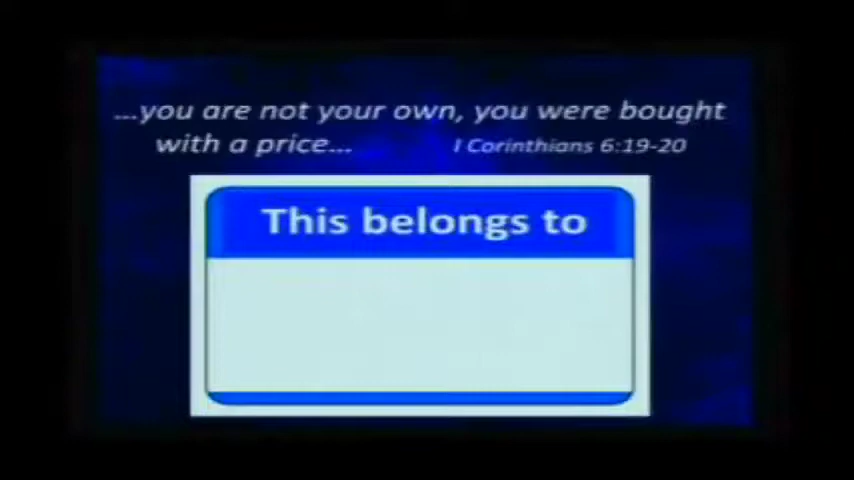 ...you are not your own, you were bought
with a price...    I Corinthians 6:19-20
This belongs to